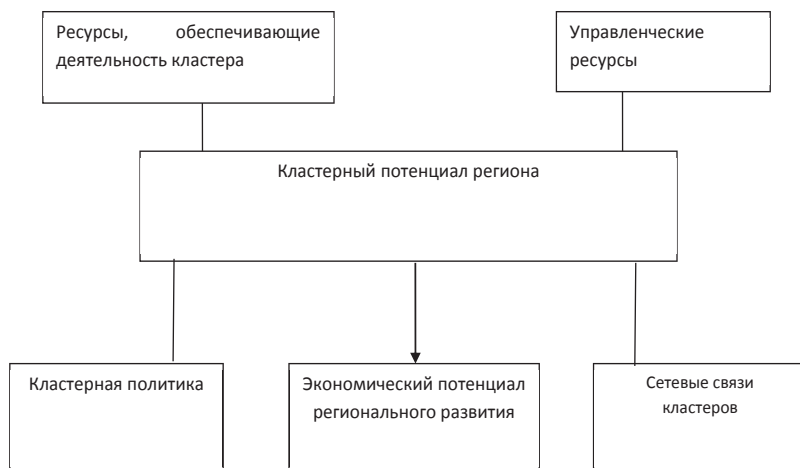 Ресурсы, обеспечивающие
деятельность кластера
Управленческие
ресурсы
Кластерный потенциал региона
Кластерная политика
Экономический потенциал
регионального развития
Сетевые связи
кластеров